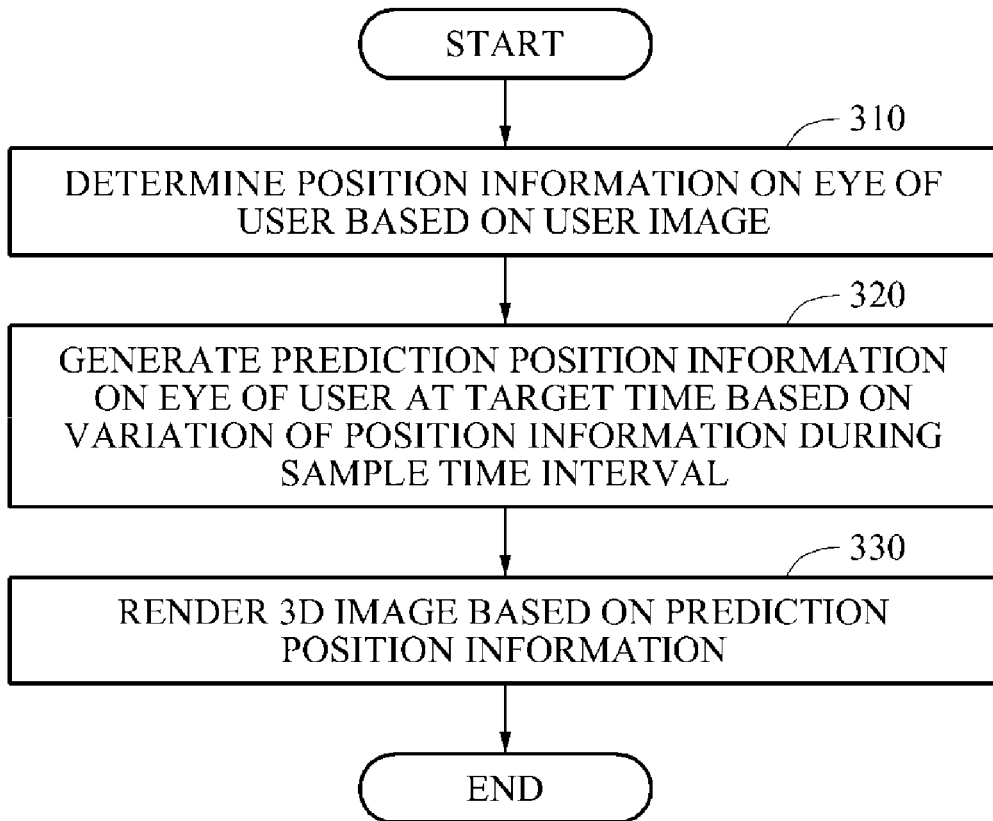 START
310
DETERMINE POSITION INFORMATION ON EYE OF
USER BASED ON USER IMAGE
320
GENERATE PREDICTION POSITION INFORMATION
ON EYE OF USER AT TARGET TIME BASED ON
VARIATION OF POSITION INFORMATION DURING
SAMPLE TIME INTERVAL
330
RENDER 3D IMAGE BASED ON PREDICTION
POSITION INFORMATION
END